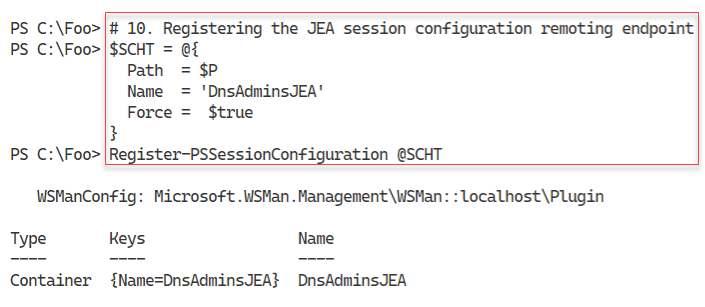 PS C:\Foo> # 10. Registering the JEA session configuration remoting endpoint
PS C:\Foo> $SCHT = @{
  Path  = $P
  Name  = 'DnsAdminsJEA'
  Force =  $true
}
PS C:\Foo> Register-PSSessionConfiguration @SCHT
   WSManConfig: Microsoft.WSMan.Management\WSMan::localhost\Plugin
Type       Keys                 Name
----       ----                 ----
Container  {Name=DnsAdminsJEA}  DnsAdminsJEA